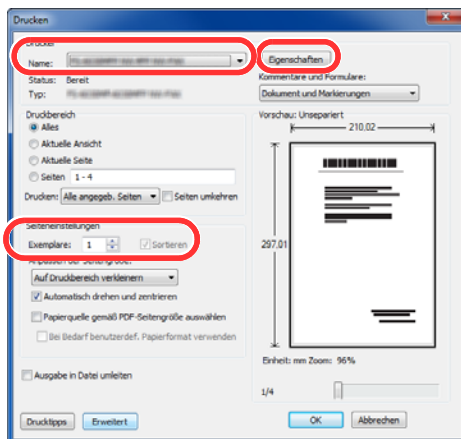 Drucken
Drucker
Name:
Eigenschaften
Status: Bereit
Kommentare und Formulare:
Typ:
Dokument und Markierungen
Druckbereich
Vorschau: Unsepariert
Alles
210,02
Aktuelle Ansicht
Aktuelle Seite
Seiten 1 - 4
Drucken: Alle angegeb. Seiten Seiten umkehren
Seiteneinstellungen
Exemplare: 1 Sortieren
297,01
Anpassen der Seitengröße:
Auf Druckbereich verkleinern
Automatisch drehen und zentrieren
Papierquelle gemäß PDF-Seitengröße auswählen
Bei Bedarf benutzerdef. Papierformat verwenden
Einheit: mm Zoom: 96%
Ausgabe in Datei umleiten
1/4
Drucktipps Erweitert OK Abbrechen